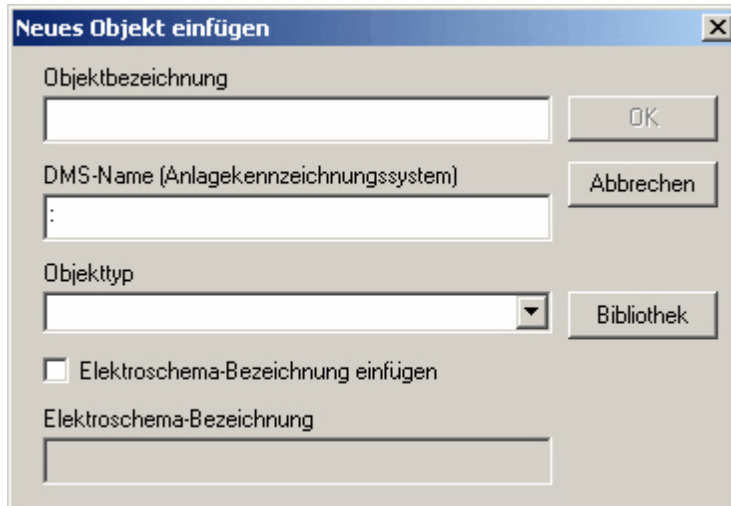 Neues Objekt einfügen
Objektbezeichnung
OK
DMS-Name (Anlagekennzeichnungssystem)
Abbrechen
:
Objekttyp
Bibliothek
Elektroschema-Bezeichnung einfügen
Elektroschema-Bezeichnung